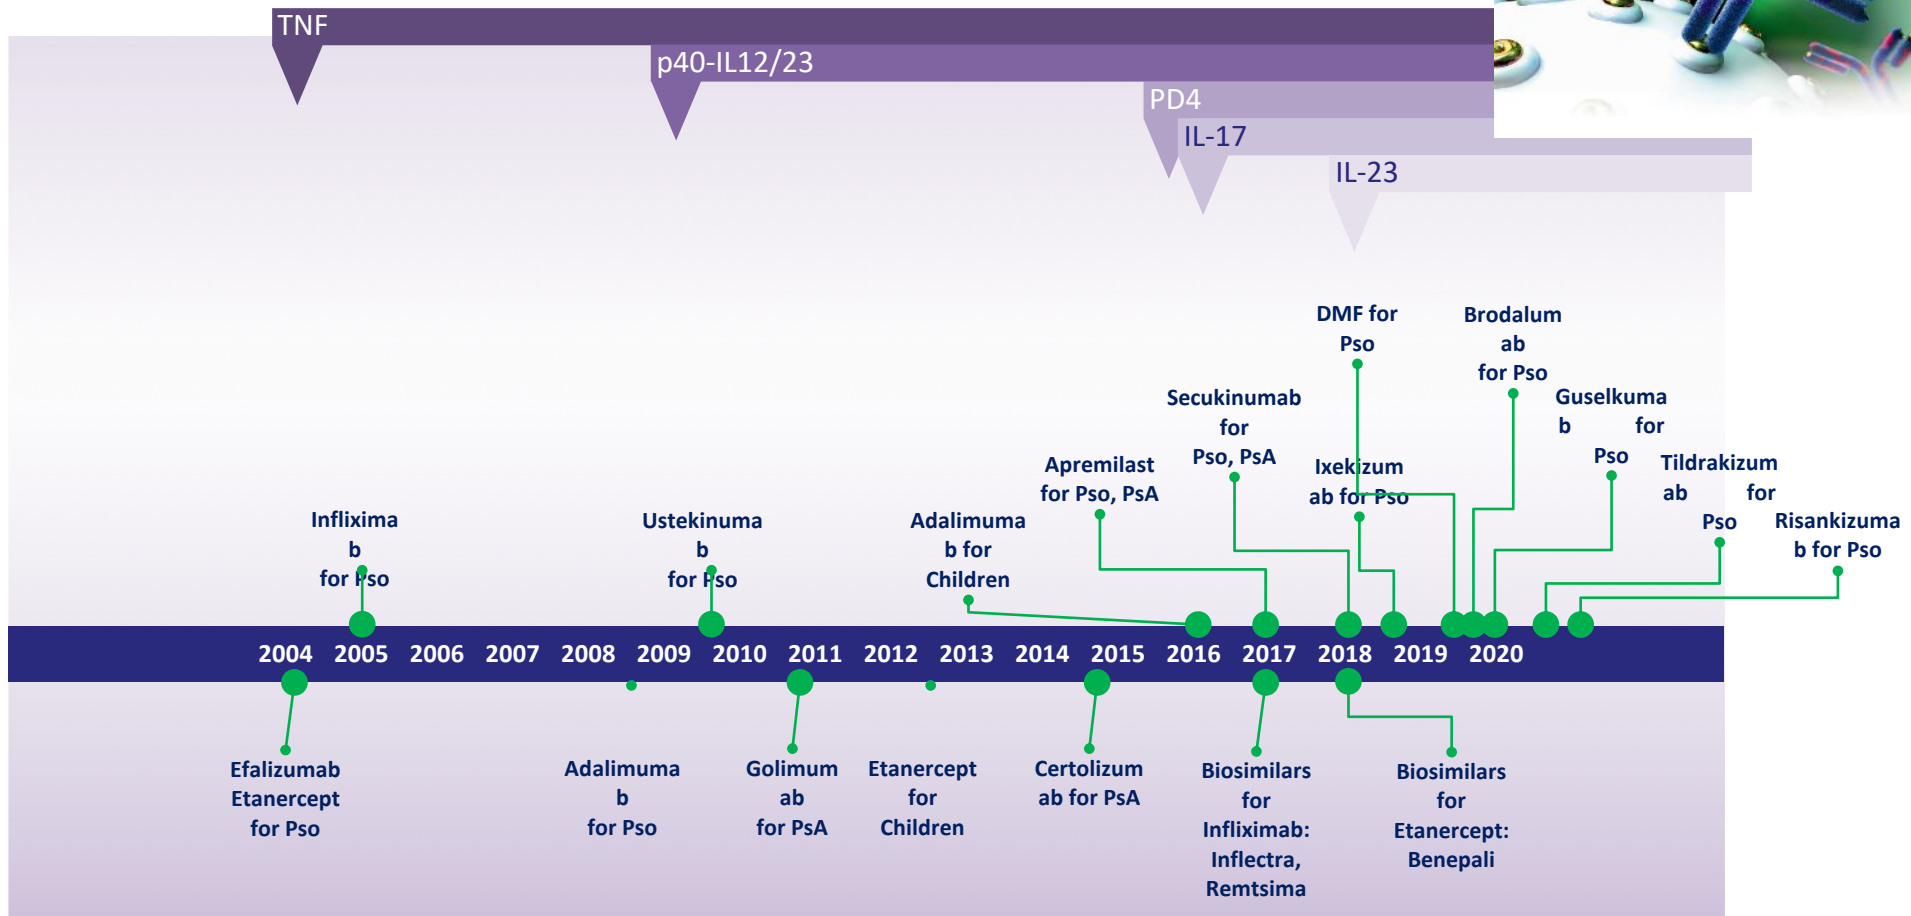 TNF
p40-IL12/23
PD4
IL-17
IL-23
DMF for
Pso
Brodalum
ab
for Pso
Secukinumab
for
Pso, PsA
Guselkuma
b for
Pso
Apremilast
for Pso, PsA
Ixekizum
ab for Pso
Tildrakizum
ab for
Pso
Inflixima
b
for Pso
Ustekinuma
b
for Pso
Adalimuma
b for
Children
Risankizuma
b for Pso
2004 2005 2006 2007 2008 2009 2010 2011 2012 2013 2014 2015 2016 2017 2018 2019 2020
Efalizumab
Etanercept
for Pso
Adalimuma
b
for Pso
Golimum
ab
for PsA
Etanercept
for
Children
Certolizum
ab for PsA
Biosimilars
for
Infliximab:
Inflectra,
Remtsima
Biosimilars
for
Etanercept:
Benepali